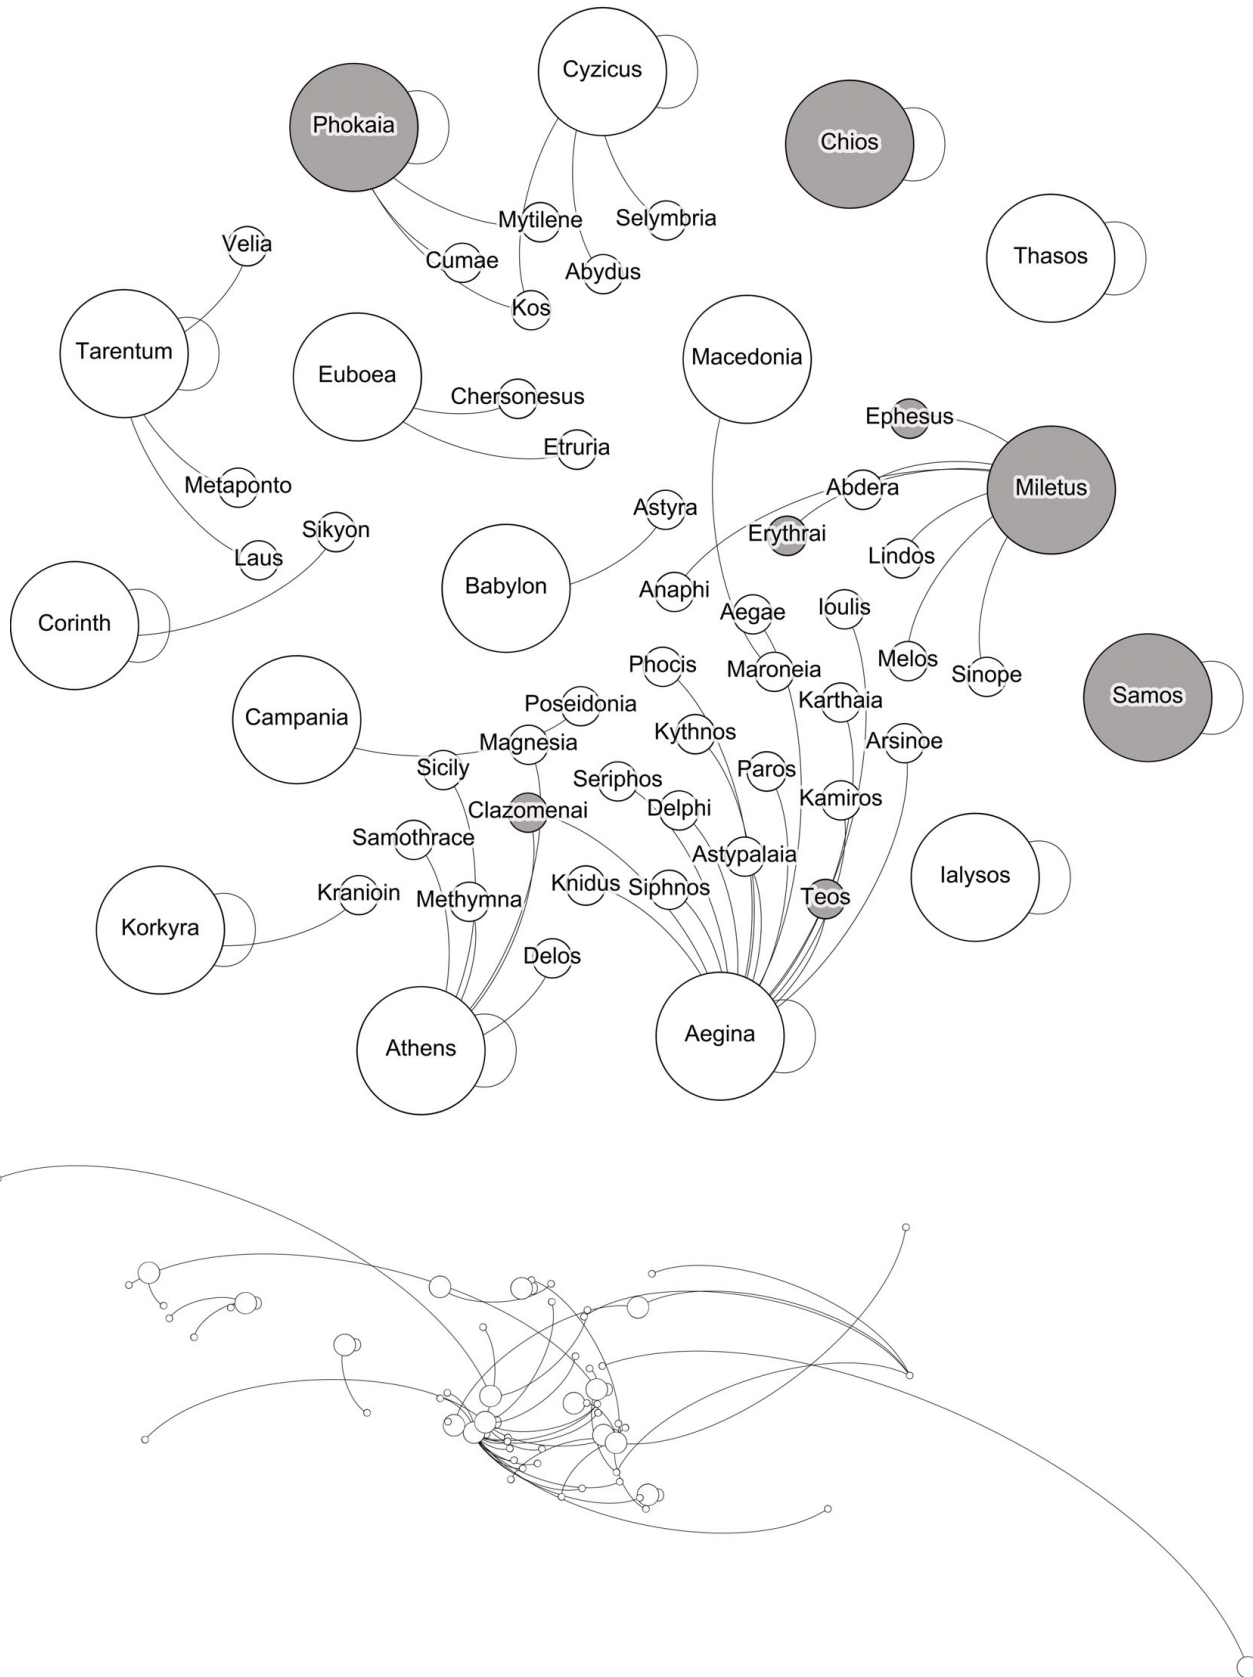 Cyzicus
Phokaia
Chios
Mytilene
Selymbria
Velia
Cumae
Abydus
Thasos
Kos
Tarentum
Euboea
Macedonia
Chersonesus
Ephesus
Etruria
Metaponto
Abdera
Miletus
Astyra
Sikyon
Erythrai
Laus
Lindos
Babylon
Anaphi
Aegae
Ioulis
Corinth
Phocis
Maroneia
Melos
Sinope
Samos
Karthaia
Poseidonia
Campania
Kythnos
Magnesia
Arsinoe
Sicily
Paros
Seriphos
Kamiros
Delphi
Clazomenai
Samothrace
Astypalaia
Ialysos
Knidus
Siphnos
Kranioin
Methymna
Teos
Korkyra
Delos
Aegina
Athens